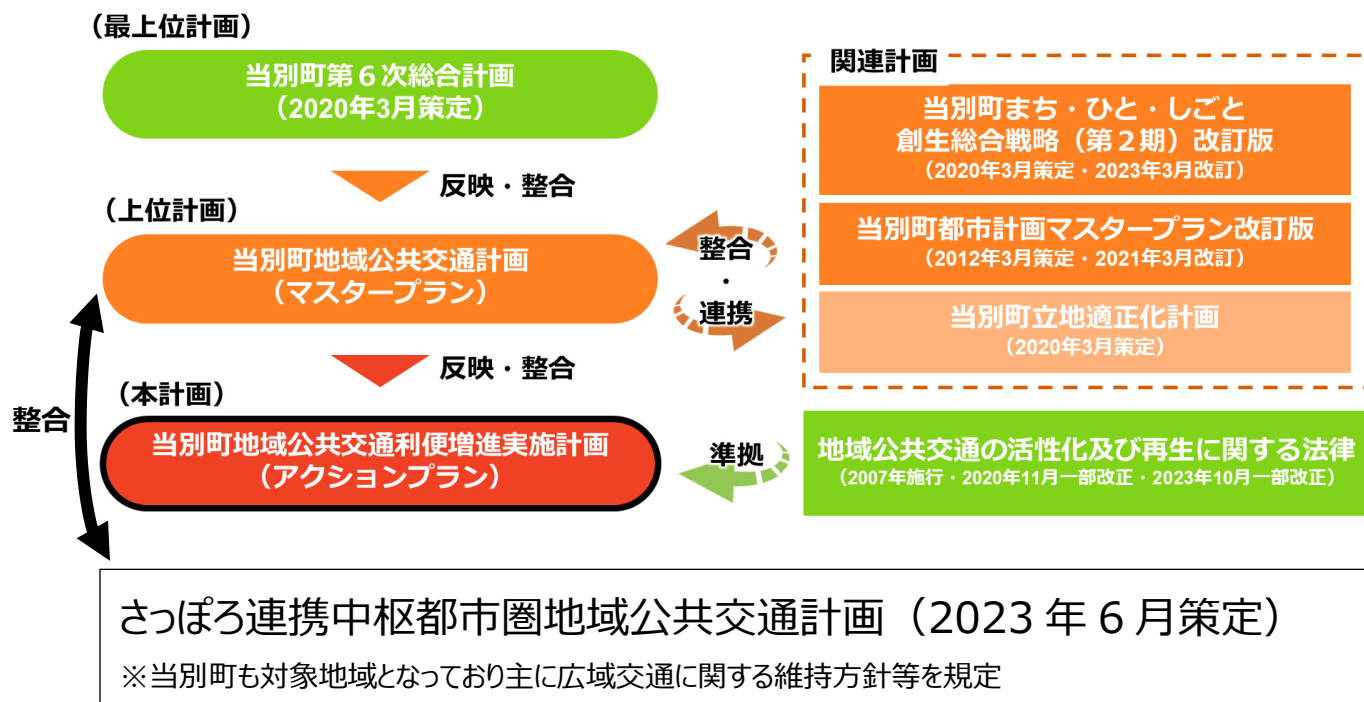 （最上位計画）
当別町第６次総合計画
（2020年3月策定）
反映・整合
（上位計画）
当別町地域公共交通計画
（マスタープラン）
反映・整合
（本計画）
当別町地域公共交通利便増進実施計画
（アクションプラン）
整合
整合
・
連携
準拠
関連計画
当別町まち・ひと・しごと
創生総合戦略（第２期）改訂版
（2020年3月策定・2023年3月改訂）
当別町都市計画マスタープラン改訂版
（2012年3月策定・2021年3月改訂）
当別町立地適正化計画
（2020年3月策定）
地域公共交通の活性化及び再生に関する法律
（2007年施行・2020年11月一部改正・2023年10月一部改正）
さっぽろ連携中枢都市圏地域公共交通計画（2023 年 6 月策定）
※当別町も対象地域となっており主に広域交通に関する維持方針等を規定